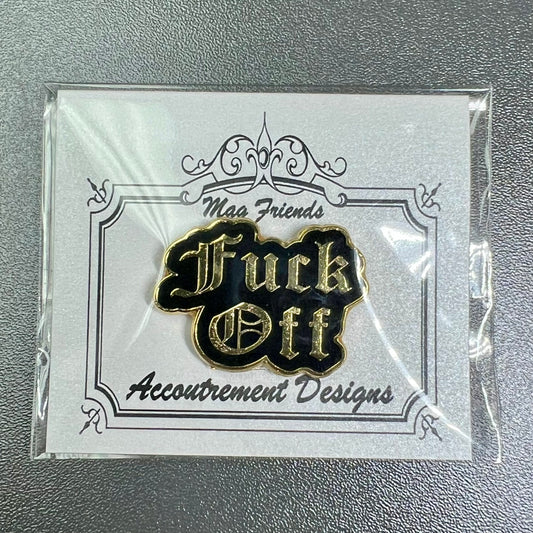 Mag Friends
Fuck
Off
Accoutrement Designs